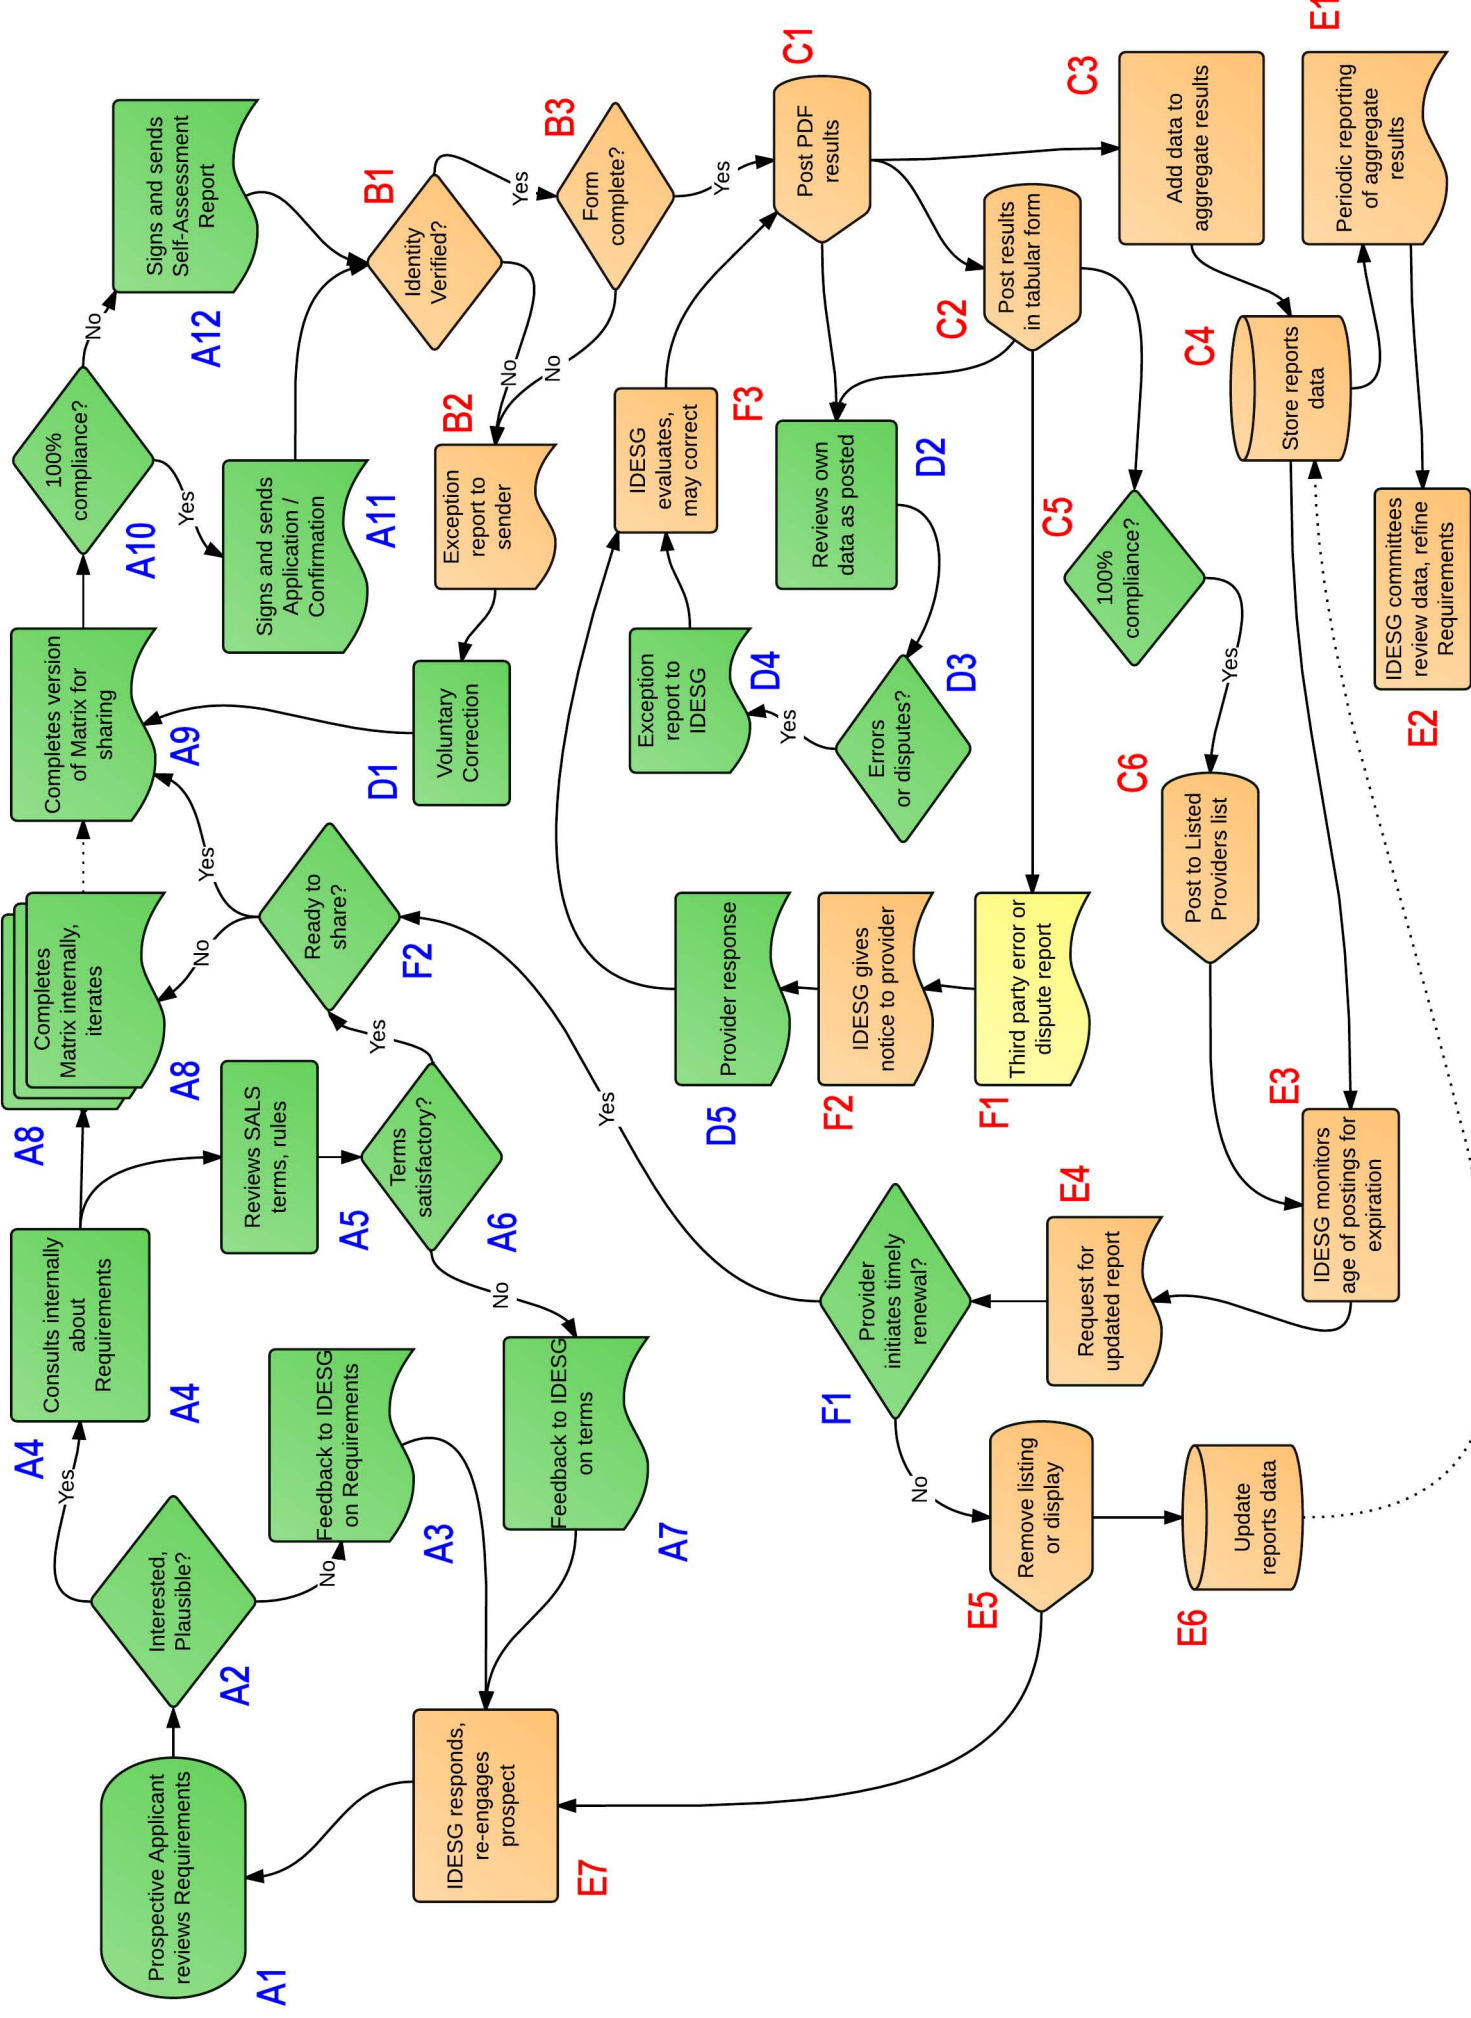 Prospective Applicant
reviews Requirements
A1
Interested,
Plausible?
A2
Yes
No
A4
Consults internally
about
Requirements
A4
Feedback to IDESG
on Requirements
A3
A8
Completes
Matrix internally,
iterates
A8
Reviews SALS
terms, rules
A5
Terms
satisfactory?
A6
Yes
No
Feedback to IDESG
on terms
A7
IDESG responds,
re-engages
prospect
E7
Ready to
share?
F2
Yes
No
Completes version
of Matrix for
sharing
A9
100%
compliance?
A10
No
Yes
Signs and sends
Self-Assessment
Report
A12
Signs and sends
Application /
Confirmation
A11
Identity
Verified?
B1
Yes
No
Form
complete?
B3
Yes
No
Exception
report to
sender
B2
Voluntary
Correction
D1
Post PDF
results
C1
IDESG
evaluates,
may correct
F3
Exception
report to
IDESG
D4
Reviews own
data as posted
D2
Errors
or disputes?
D3
Yes
Post results
in tabular form
C2
Add data to
aggregate results
C3
Store reports
data
C4
Periodic reporting
of aggregate
results
E1
IDESG committees
review data, refine
Requirements
E2
100%
compliance?
C5
Yes
Post to Listed
Providers list
C6
Provider response
D5
IDESG gives
notice to provider
F2
Third party error or
dispute report
F1
IDESG monitors
age of postings for
expiration
E3
Request for
updated report
E4
Provider
initiates timely
renewal?
F1
Yes
No
Remove listing
or display
E5
Update
reports data
E6